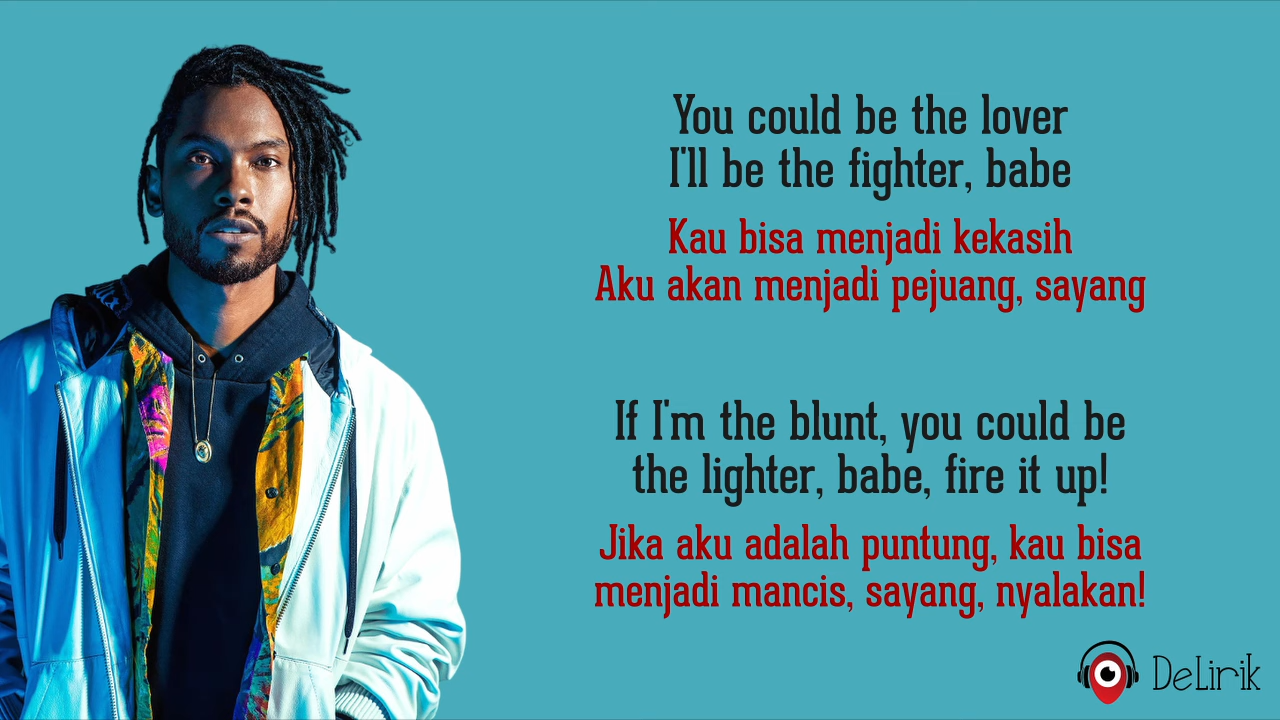 You could be the lover
I'll be the fighter, babe
Kau bisa menjadi kekasih
Aku akan menjadi pejuang, sayang
If I'm the blunt, you could be
the lighter, babe, fire it up!
Jika aku adalah puntung, kau bisa
menjadi mancis, sayang, nyalakan!
DeLirik